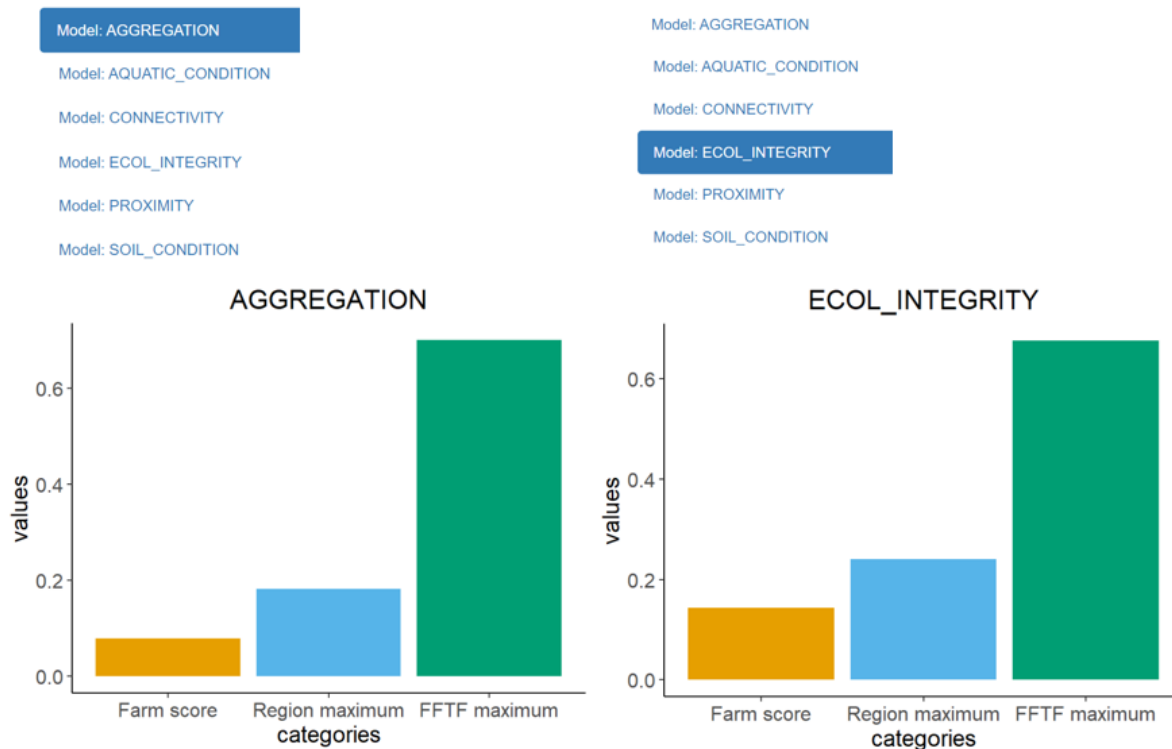 Model: AGGREGATION
Model: AQUATIC_CONDITION
Model: CONNECTIVITY
Model: ECOL_INTEGRITY
Model: PROXIMITY
Model: SOIL_CONDITION
AGGREGATION
values
0.6
0.4
0.2
0.0
Farm score Region maximum FFTF maximum
categories
Model: AGGREGATION
Model: AQUATIC_CONDITION
Model: CONNECTIVITY
Model: ECOL_INTEGRITY
Model: PROXIMITY
Model: SOIL_CONDITION
ECOL_INTEGRITY
values
0.6
0.4
0.2
0.0
Farm score Region maximum FFTF maximum
categories